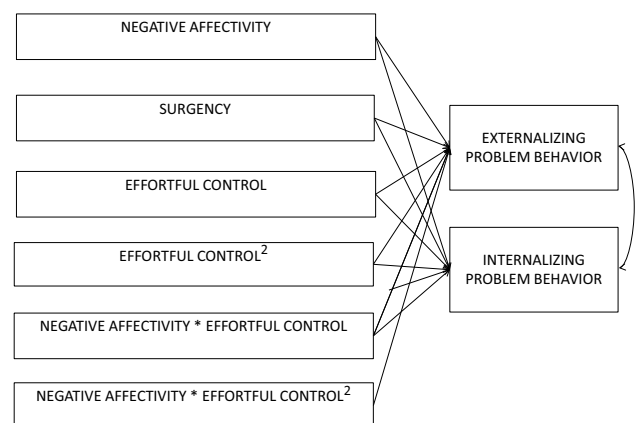 NEGATIVE AFFECTIVITY
SURGENCY
EFFORTFUL CONTROL
EFFORTFUL CONTROL²
NEGATIVE AFFECTIVITY * EFFORTFUL CONTROL
NEGATIVE AFFECTIVITY * EFFORTFUL CONTROL²
EXTERNALIZING
PROBLEM BEHAVIOR
INTERNALIZING
PROBLEM BEHAVIOR